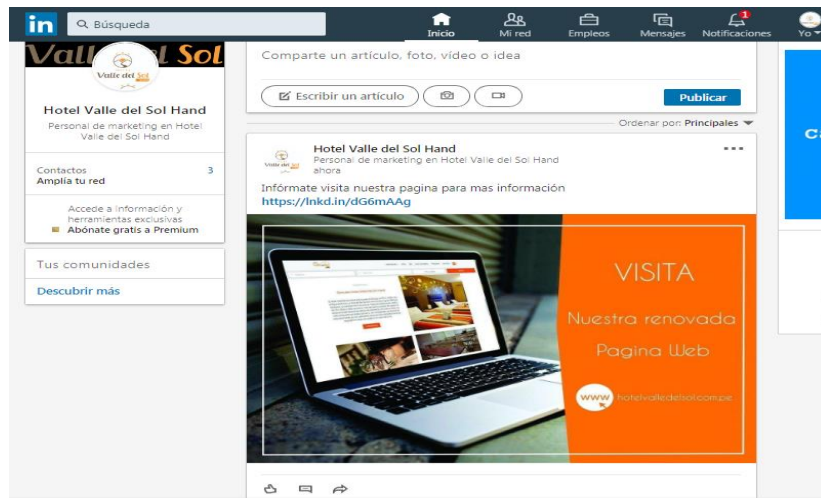 in
Búsqueda
Inicio
Mi red
Empleos
Mensajes
1
Notificaciones
Yo
Valle del Sol
Hotel Valle del Sol Hand
Personal de marketing en Hotel
Valle del Sol Hand
Contactos 3
Amplía tu red
Accede a información y
herramientas exclusivas
Abónate gratis a Premium
Tus comunidades
Descubrir más
Comparte un artículo, foto, vídeo o idea
Escribir un artículo
Publicar
Ordenar por: Principales
Hotel Valle del Sol Hand
Personal de marketing en Hotel Valle del Sol Hand
ahora
Infórmate visita nuestra pagina para mas información
https://lnkd.in/dG6mAAg
VISITA
Nuestra renovada
Pagina Web
www hotelvalledelsol.com.pe